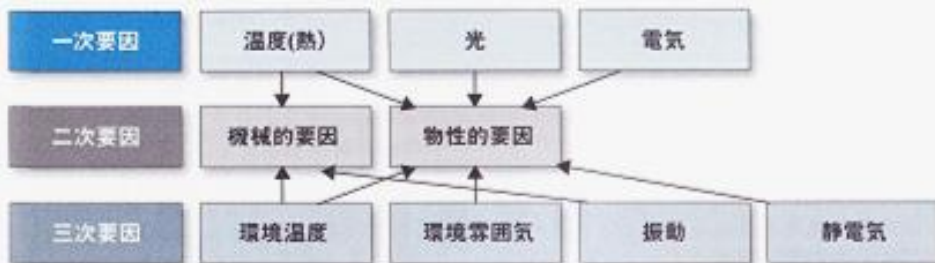 一次要因
温度(熱)
光
電気
二次要因
機械的要因
物性的要因
三次要因
環境温度
環境雰囲気
振動
静電気